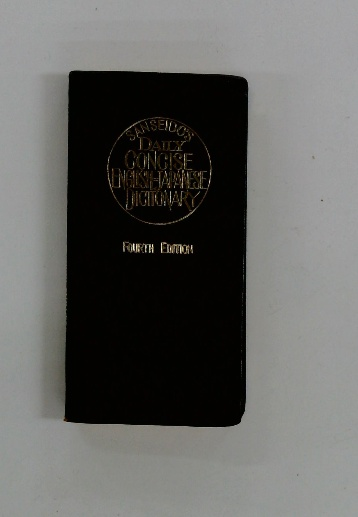 SANSEIDO'S
DAILY
CONCISE
ENGLISH-JAPANESE
DICTIONARY
FOURTH EDITION